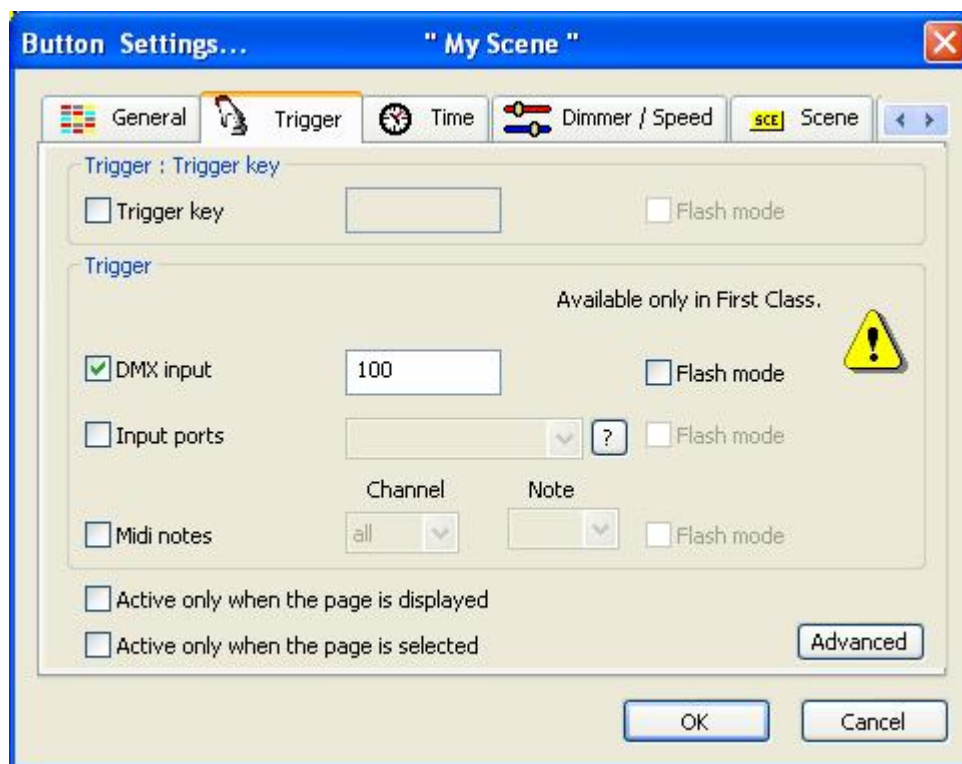 Button Settings... " My Scene "
General Trigger Time Dimmer / Speed SCE Scene
Trigger : Trigger key
Trigger key Flash mode
Trigger
Available only in First Class.
DMX input 100 Flash mode
Input ports ? Flash mode
Channel Note
Midi notes all Flash mode
Active only when the page is displayed
Active only when the page is selected
Advanced
OK Cancel